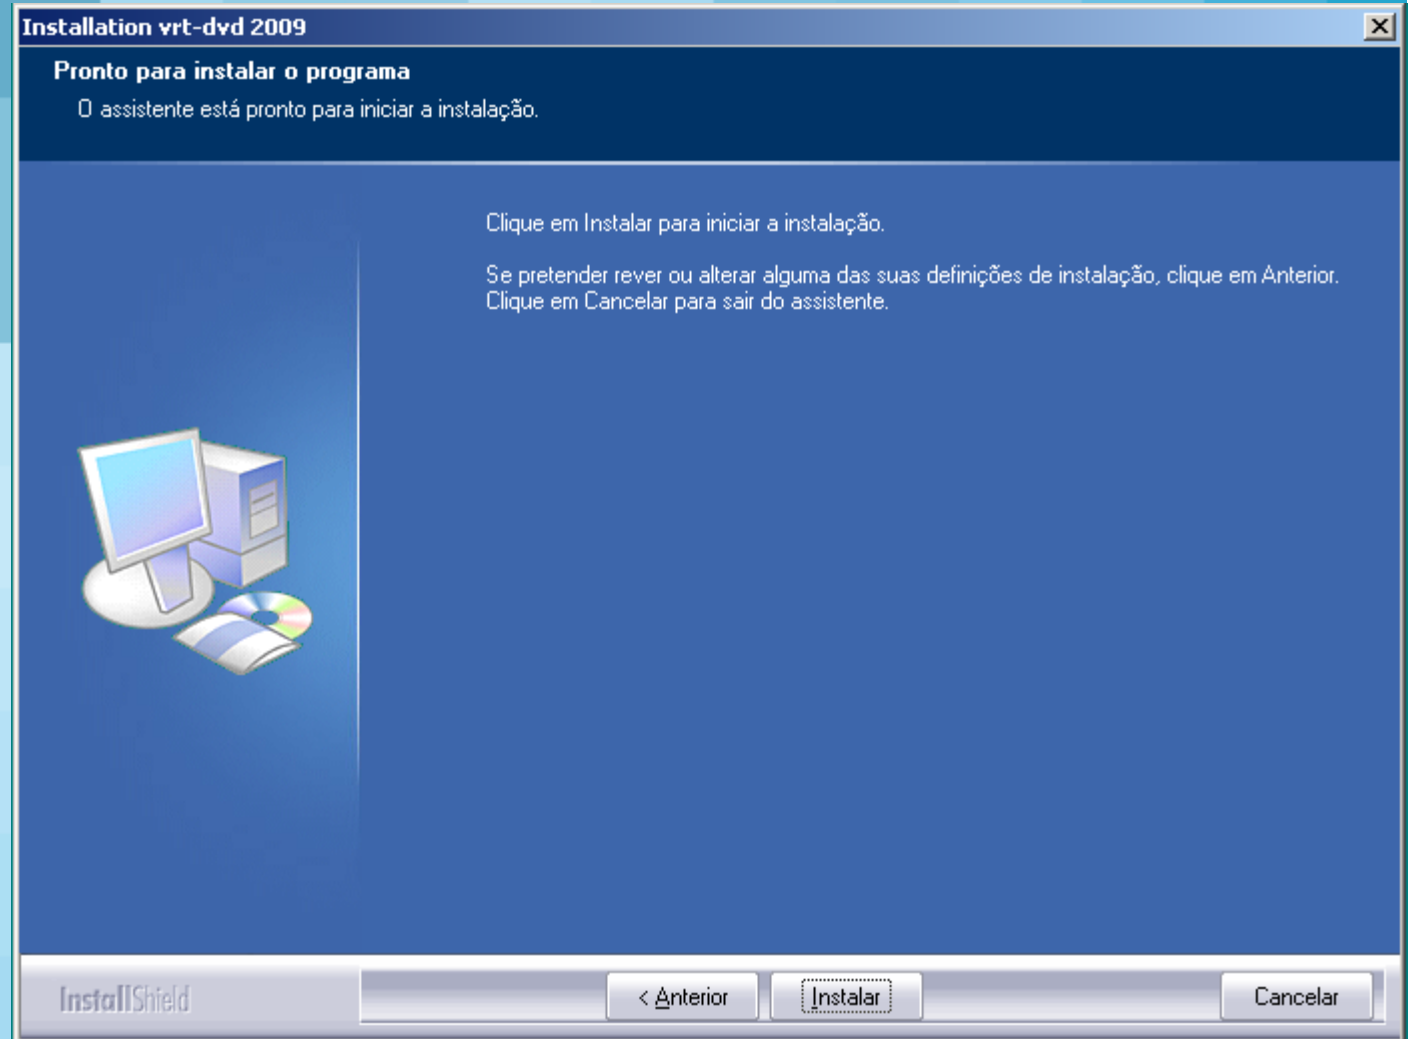 Installation vrt-dvd 2009
Pronto para instalar o programa
O assistente está pronto para iniciar a instalação.
Clique em Instalar para iniciar a instalação.
Se pretender rever ou alterar alguma das suas definições de instalação, clique em Anterior.
Clique em Cancelar para sair do assistente.
InstallShield
< Anterior
Instalar
Cancelar